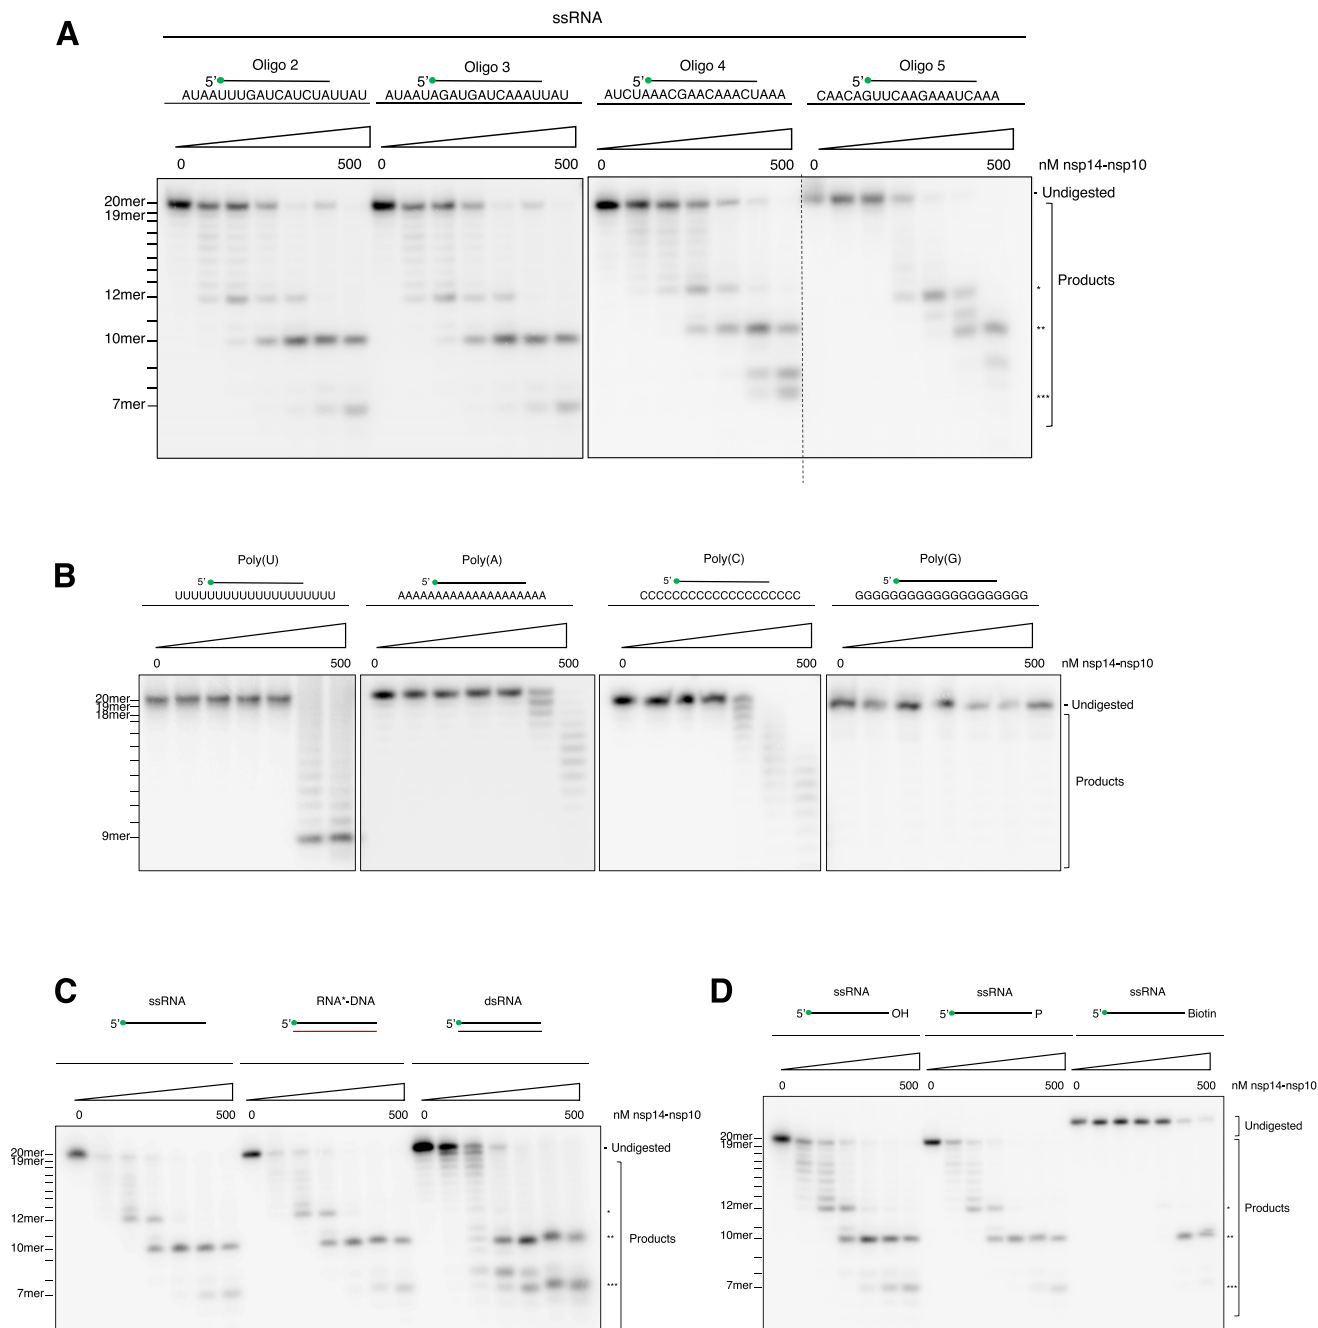 A
ssRNA
Oligo 2 Oligo 3 Oligo 4 Oligo 5
5' 5' 5' 5'
AUAAUUUGAUCAUCUAUUAU AUAAUAGAUGAUCAAAUUAU AUCUAAACGAACAAACUAAA CAACAGUUCAAGAAAUCAAA
0 500 0 500 0 500 0 500 nM nsp14-nsp10
20mer - Undigested
19mer
Products
12mer *
10mer **
7mer ***
B
Poly(U) Poly(A) Poly(C) Poly(G)
5' 5' 5' 5'
UUUUUUUUUUUUUUUUUUUU AAAAAAAAAAAAAAAAAAAA CCCCCCCCCCCCCCCCCCCC GGGGGGGGGGGGGGGGGGGG
0 500 0 500 0 500 0 500 nM nsp14-nsp10
20mer - Undigested
19mer
18mer
Products
9mer
C
ssRNA RNA*-DNA dsRNA
5' 5' 5'
0 500 0 500 0 500 nM nsp14-nsp10
20mer - Undigested
19mer
12mer *
10mer ** Products
7mer ***
D
ssRNA ssRNA ssRNA
5' OH 5' P 5' Biotin
0 500 0 500 0 500 nM nsp14-nsp10
Undigested
20mer
19mer
12mer * Products
10mer **
7mer ***